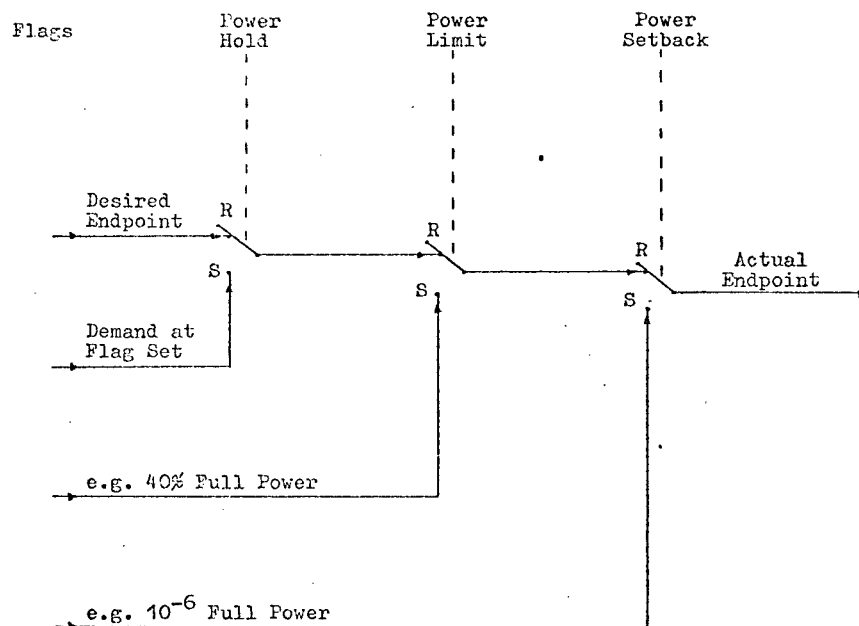 Flags
Power
Hold
Power
Limit
Power
Setback
Desired
Endpoint
R
S
R
S
R
S
Actual
Endpoint
Demand at
Flag Set
e.g. 40% Full Power
e.g. 10⁻⁶ Full Power